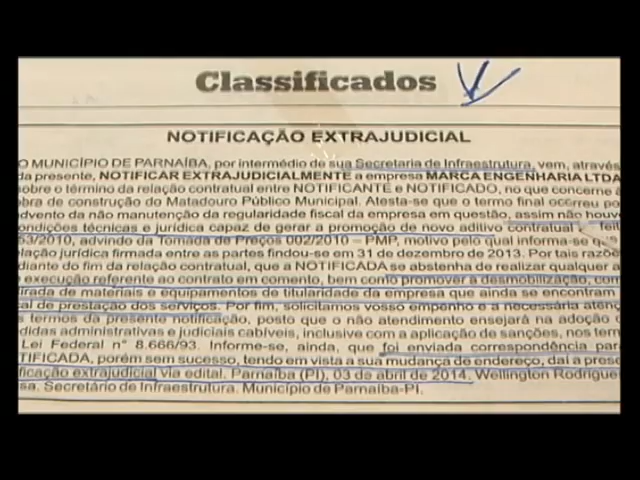 Classificados
NOTIFICAÇÃO EXTRAJUDICIAL
O MUNICÍPIO DE PARNAÍBA, por intermédio de sua Secretaria de Infraestrutura, vem, através
da presente, NOTIFICAR EXTRAJUDICIALMENTE a empresa MARCA ENGENHARIA LTDA
sobre o término da relação contratual entre NOTIFICANTE e NOTIFICADO, no que concerne à
obra de construção do Matadouro Público Municipal. Atesta-se que o termo final ocorreu po
advento da não manutenção da regularidade fiscal da empresa em questão, assim não houv
ondições técnicas e jurídica capaz de gerar a promoção de novo aditivo contratual
53/2010, advindo da Tomada de Preços 002/2010 – PMP, motivo pelo qual informa-se qu
elação jurídica firmada entre as partes findou-se em 31 de dezembro de 2013. Por tais razõe
diante do fim da relação contratual, que a NOTIFICADA se abstenha de realizar qualquer a
e execução referente ao contrato em comento, bem como promover a desmobilização, com
irada de materiais e equipamentos de titularidade da empresa que ainda se encontram
al de prestação dos serviços. Por fim, solicitamos vosso empenho e a necessária atenç
s termos da presente notificação, posto que o não atendimento ensejará na adoção d
didas administrativas e judiciais cabíveis, inclusive com a aplicação de sanções, nos term
Lei Federal n° 8.666/93. Informe-se, ainda, que foi enviada correspondência para
TIFICADA, porém sem sucesso, tendo em vista a sua mudança de endereço, daí a prese
ficação extrajudicial via edital. Parnaíba (PI), 03 de abril de 2014. Wellington Rodrigue
sa. Secretário de Infraestrutura. Município de Parnaíba-PI.